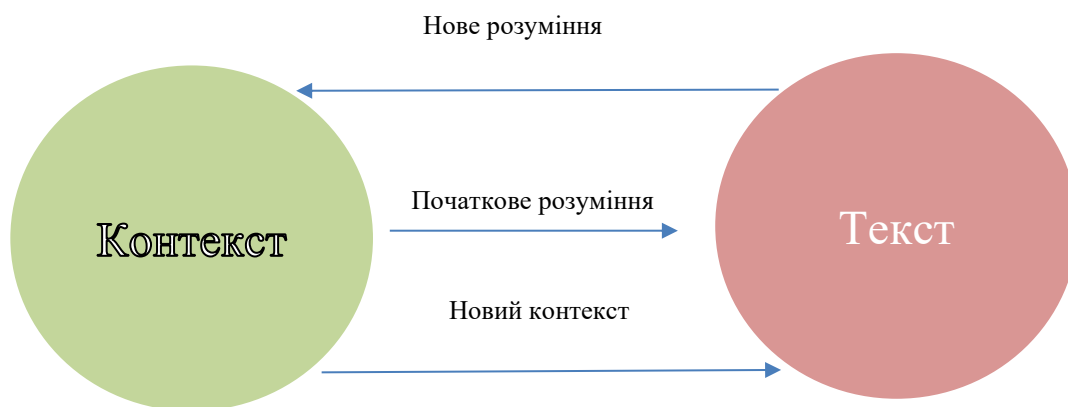 Нове розуміння
Початкове розуміння
Контекст
Текст
Новий контекст